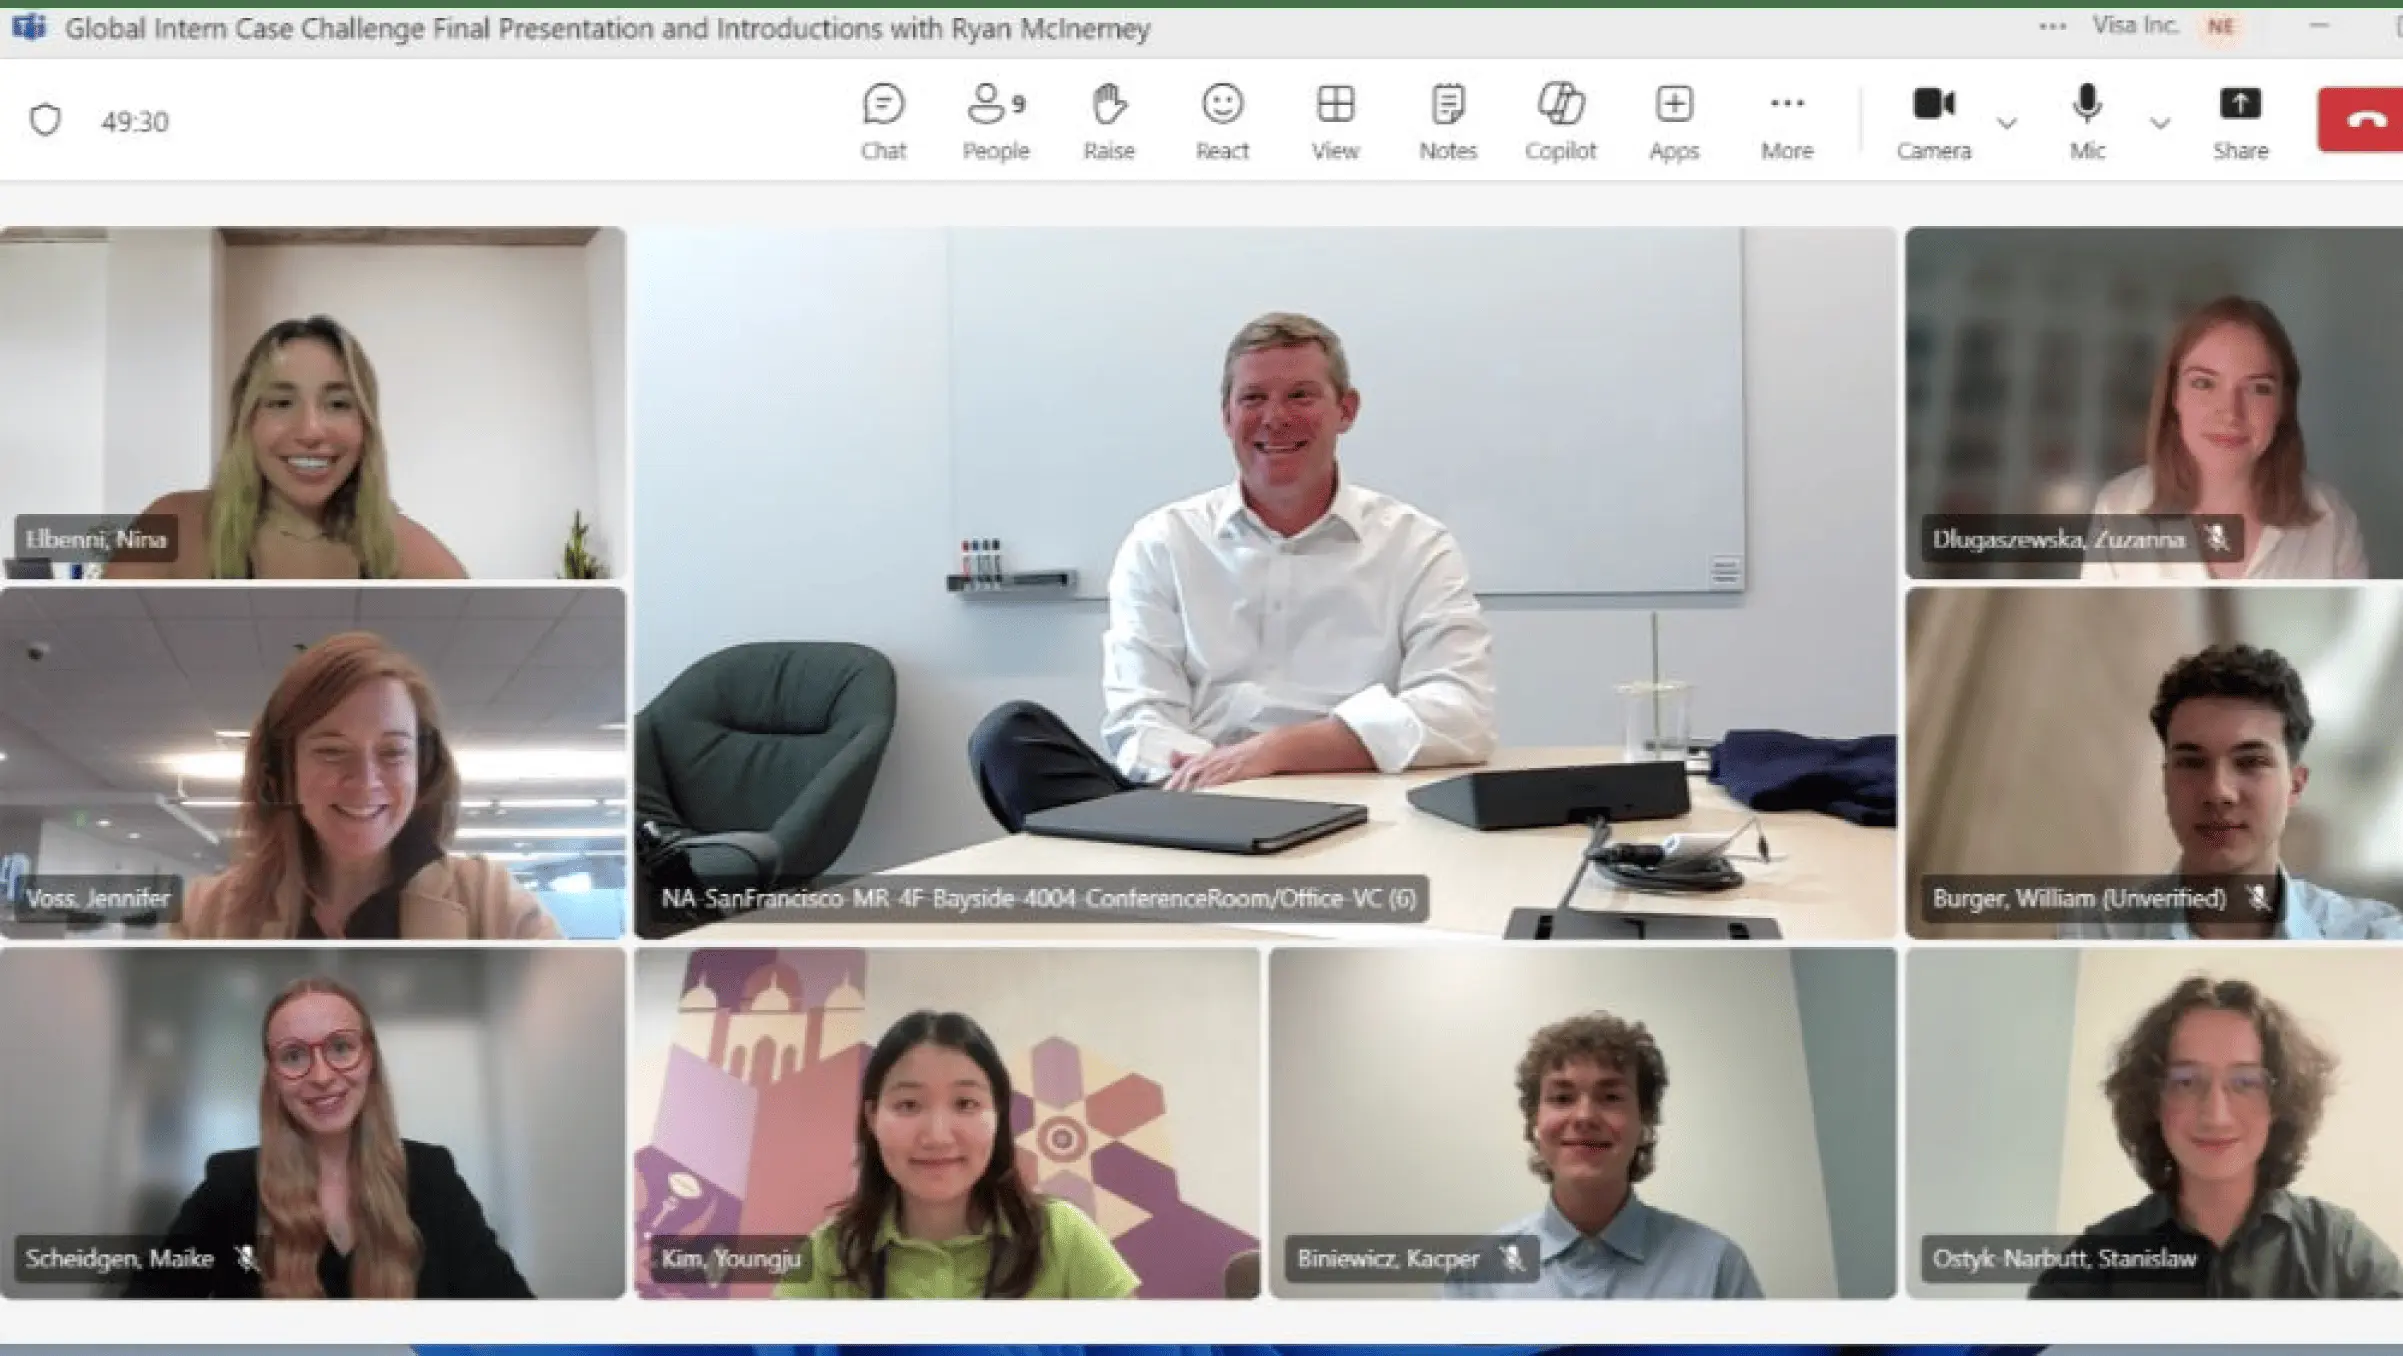 Global Intern Case Challenge Final Presentation and Introductions with Ryan McInerney
Visa Inc. NE
49:30
Chat
9
People
Raise
React
View
Notes
Copilot
Apps
More
Camera
Mic
Share
Elbenni, Nina
Dlugaszewska, Zuzanna
Voss, Jennifer
NA-SanFrancisco-MR-4F-Bayside-4004-ConferenceRoom/Office-VC (6)
Burger, William (Unverified)
Scheidgen, Maike
Kim, Youngju
Biniewicz, Kacper
Ostyk-Narbutt, Stanislaw